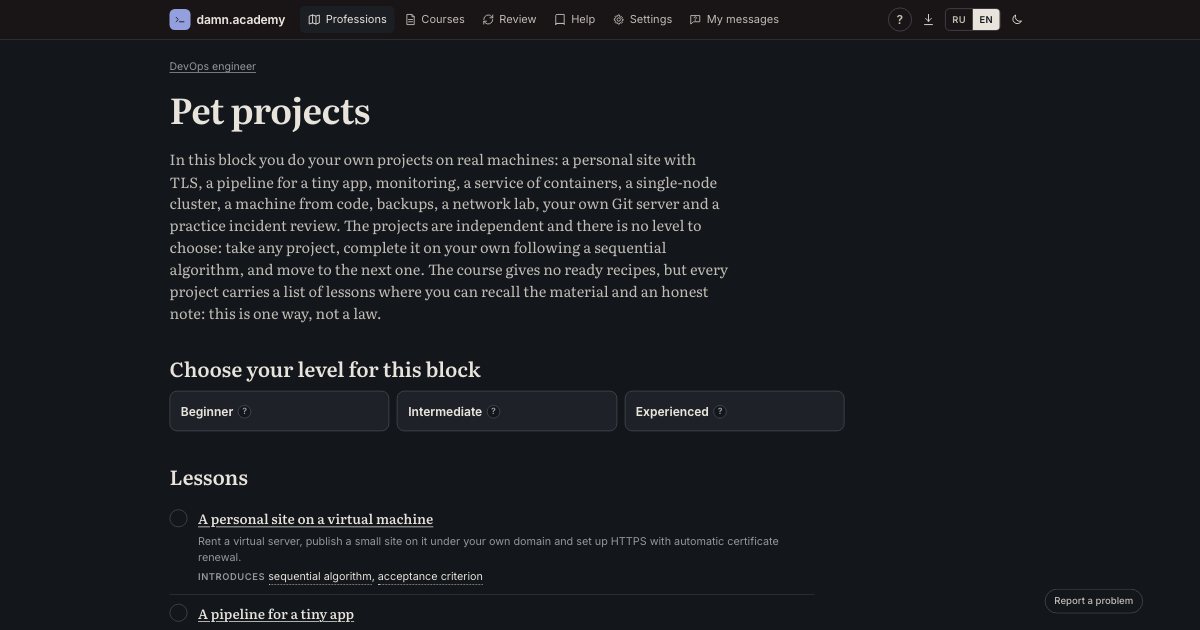 damn.academy Professions Courses Review Help Settings My messages ? RU EN
DevOps engineer
Pet projects
In this block you do your own projects on real machines: a personal site with
TLS, a pipeline for a tiny app, monitoring, a service of containers, a single-node
cluster, a machine from code, backups, a network lab, your own Git server and a
practice incident review. The projects are independent and there is no level to
choose: take any project, complete it on your own following a sequential
algorithm, and move to the next one. The course gives no ready recipes, but every
project carries a list of lessons where you can recall the material and an honest
note: this is one way, not a law.
Choose your level for this block
Beginner ? Intermediate ? Experienced ?
Lessons
A personal site on a virtual machine
Rent a virtual server, publish a small site on it under your own domain and set up HTTPS with automatic certificate
renewal.
INTRODUCES sequential algorithm, acceptance criterion
Report a problem
A pipeline for a tiny app